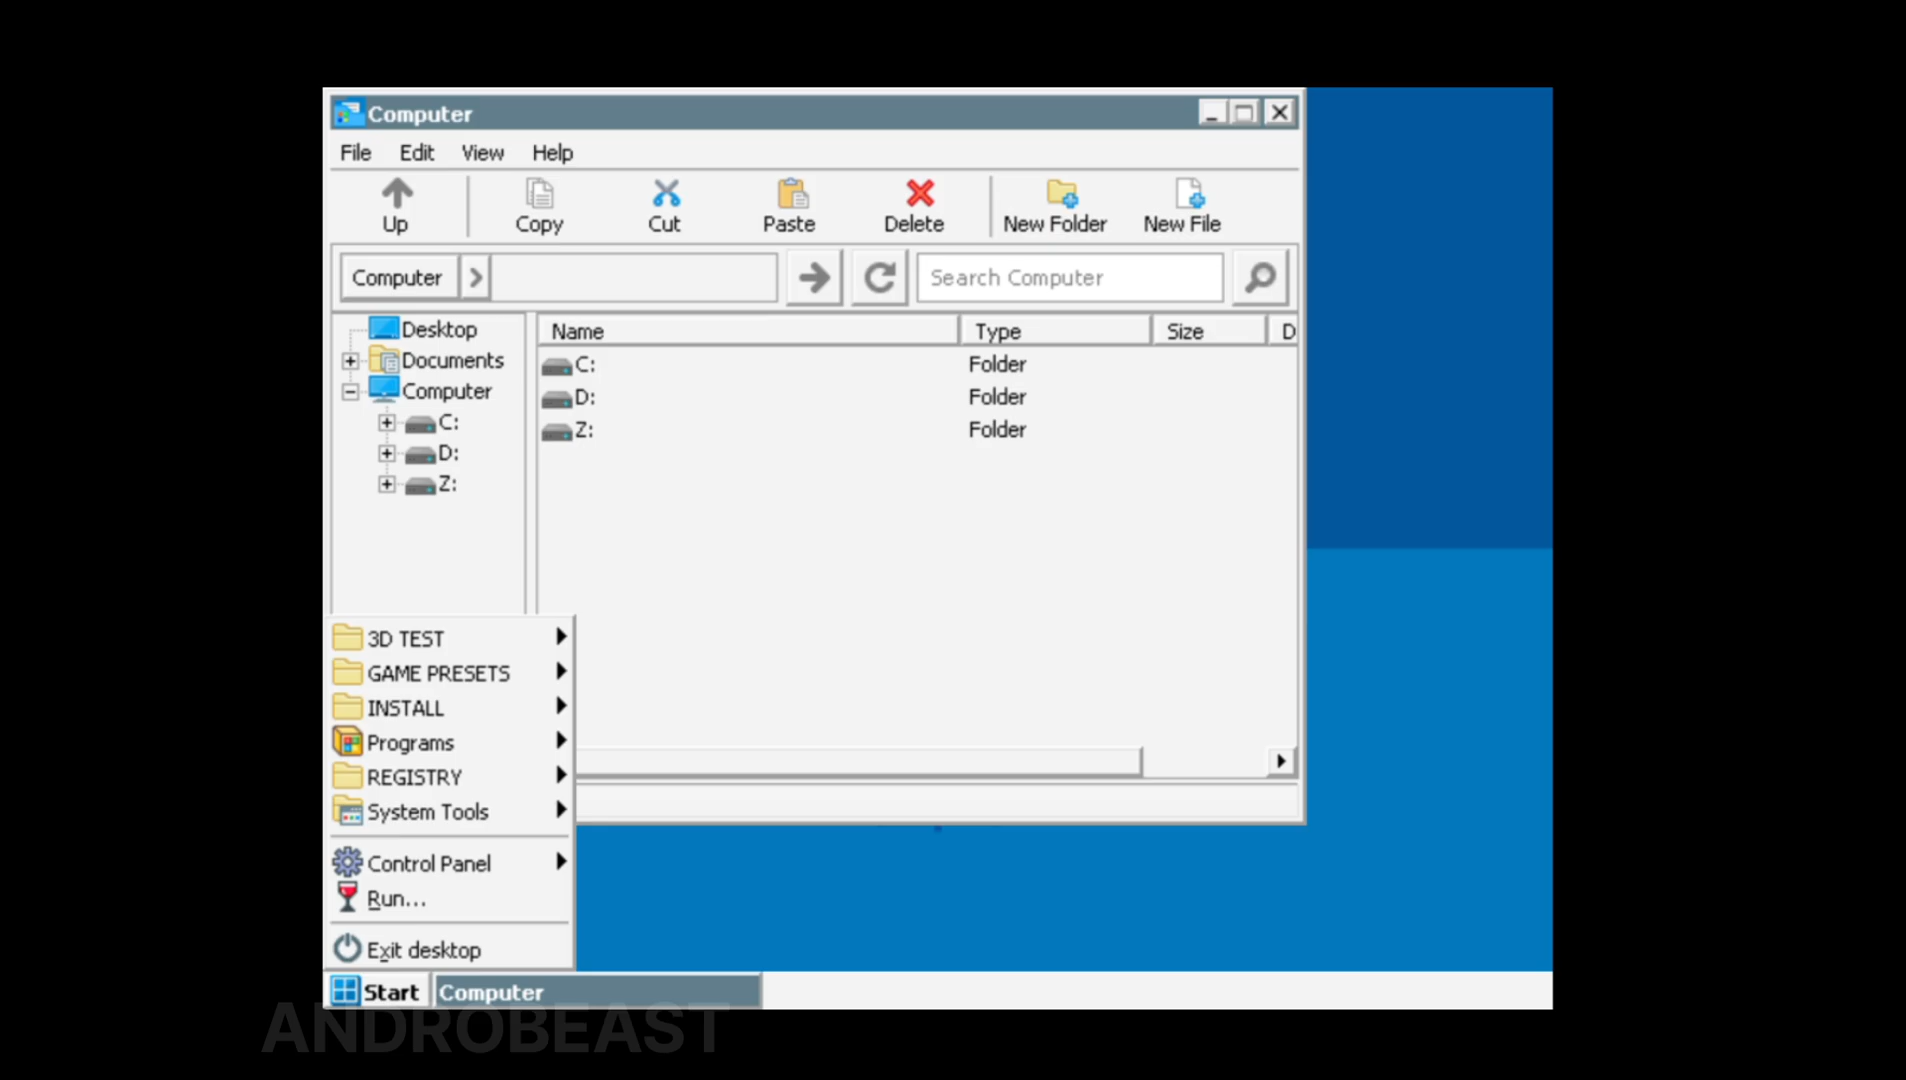 Computer
File Edit View Help
Up Copy Cut Paste Delete New Folder New File
Computer Search Computer
Desktop
Documents
Computer
C:
D:
Z:
Name Type Size D
C: Folder
D: Folder
Z: Folder
3D TEST
GAME PRESETS
INSTALL
Programs
REGISTRY
System Tools
Control Panel
Run...
Exit desktop
Start Computer
ANDROBEAST